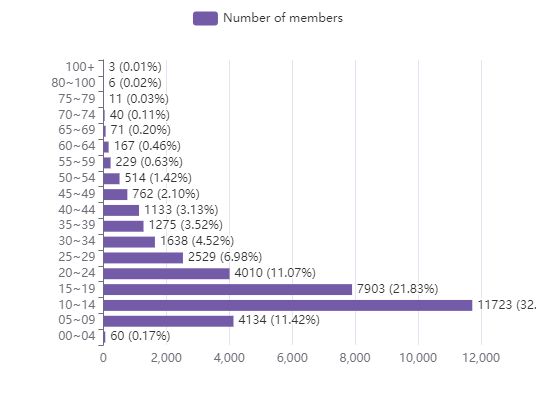 Number of members
100+ 3 (0.01%)
80~100 6 (0.02%)
75~79 11 (0.03%)
70~74 40 (0.11%)
65~69 71 (0.20%)
60~64 167 (0.46%)
55~59 229 (0.63%)
50~54 514 (1.42%)
45~49 762 (2.10%)
40~44 1133 (3.13%)
35~39 1275 (3.52%)
30~34 1638 (4.52%)
25~29 2529 (6.98%)
20~24 4010 (11.07%)
15~19 7903 (21.83%)
10~14 11723 (32.
05~09 4134 (11.42%)
00~04 60 (0.17%)
0 2,000 4,000 6,000 8,000 10,000 12,000